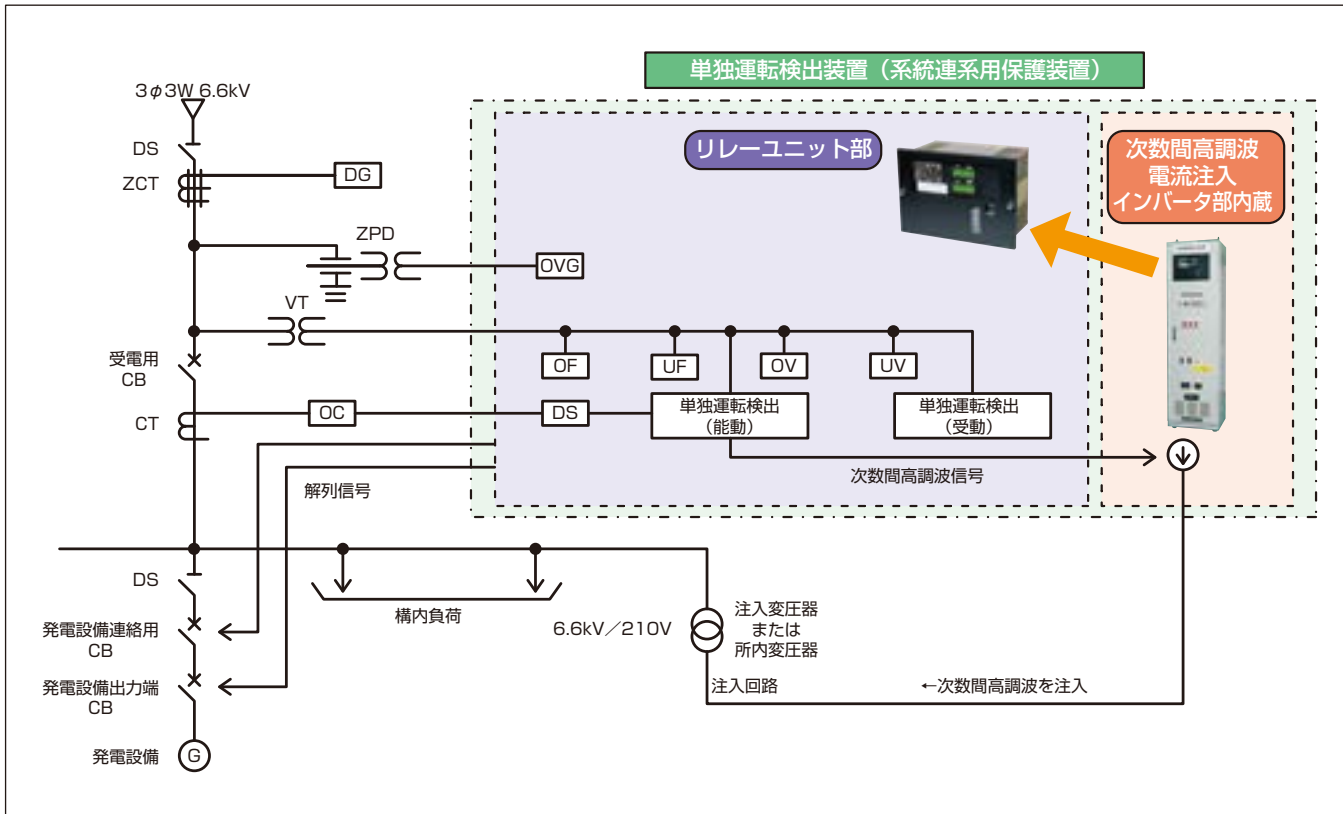 単独運転検出装置（系統連系用保護装置）
3φ3W 6.6kV
リレーユニット部
次数間高調波
電流注入
インバータ部内蔵
DS
ZCT
DG
ZPD
OVG
VT
受電用
CB
OF
UF
OV
UV
CT
OC
DS
単独運転検出
（能動）
単独運転検出
（受動）
解列信号
次数間高調波信号
DS
構内負荷
6.6kV／210V
注入変圧器
または
所内変圧器
発電設備連絡用
CB
発電設備出力端
CB
注入回路
←次数間高調波を注入
発電設備
G